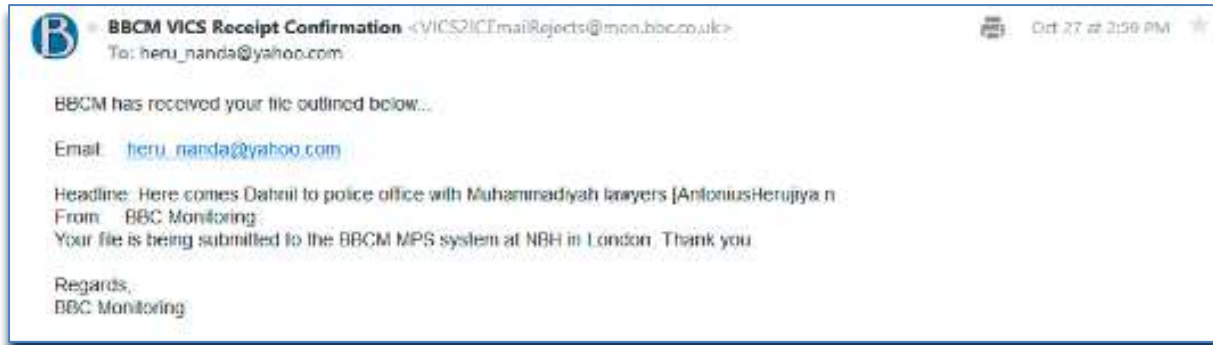 B
BBCM VICS Receipt Confirmation <VICS2ICEmailRejects@mon.bbc.co.uk> Oct 27 at 2:59 PM
To: heru_nanda@yahoo.com
BBCM has received your file outlined below...
Email: heru_nanda@yahoo.com
Headline: Here comes Dahnil to police office with Muhammadiyah lawyers [AntoniusHerujiya n
From: BBC Monitoring
Your file is being submitted to the BBCM MPS system at NBH in London. Thank you.
Regards,
BBC Monitoring